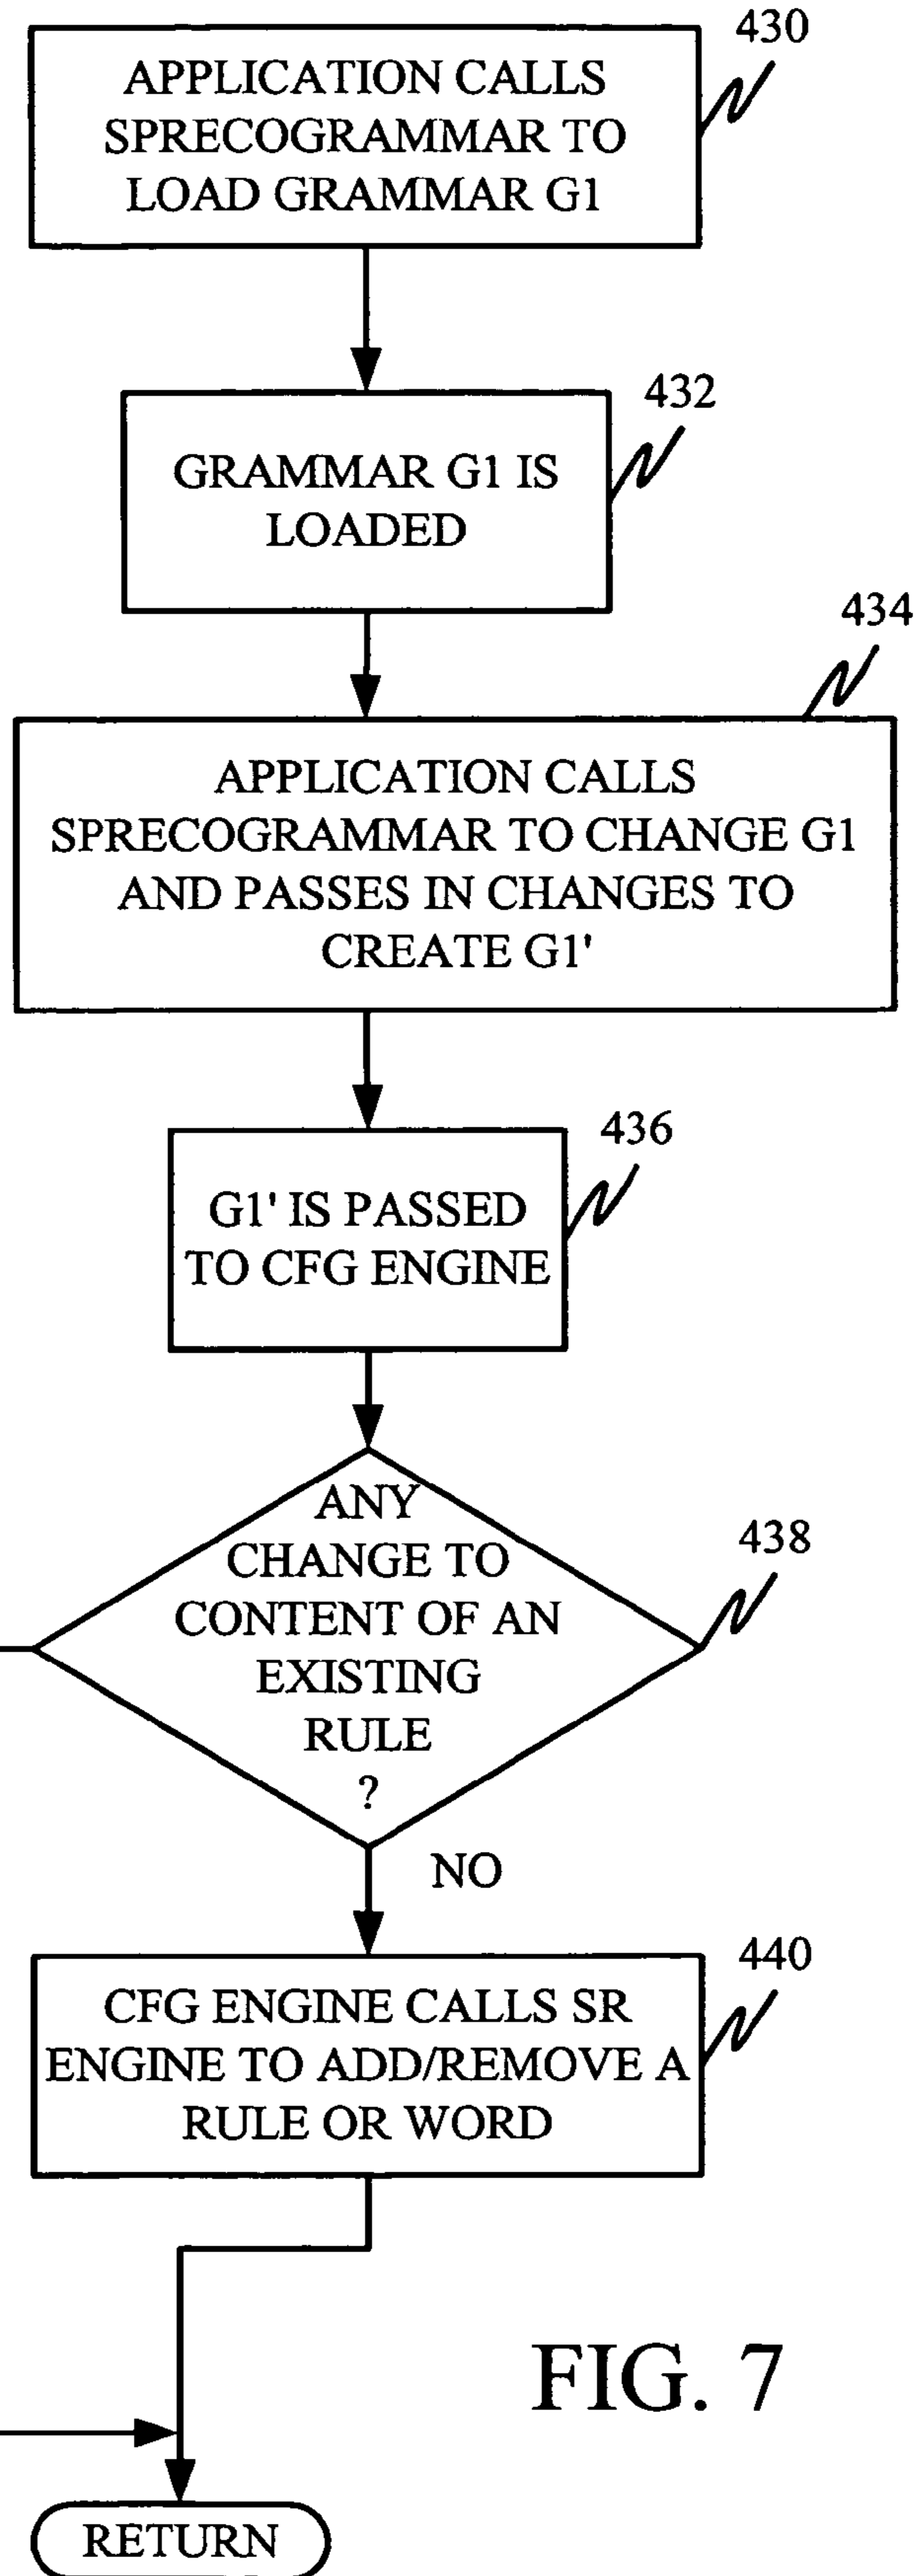 430
APPLICATION CALLS
SPRECOGRAMMAR TO
LOAD GRAMMAR G1
432
GRAMMAR G1 IS
LOADED
434
APPLICATION CALLS
SPRECOGRAMMAR TO CHANGE G1
AND PASSES IN CHANGES TO
CREATE G1'
436
G1' IS PASSED
TO CFG ENGINE
438
ANY
CHANGE TO
CONTENT OF AN
EXISTING
RULE
?
NO
440
CFG ENGINE CALLS SR
ENGINE TO ADD/REMOVE A
RULE OR WORD
FIG. 7
RETURN